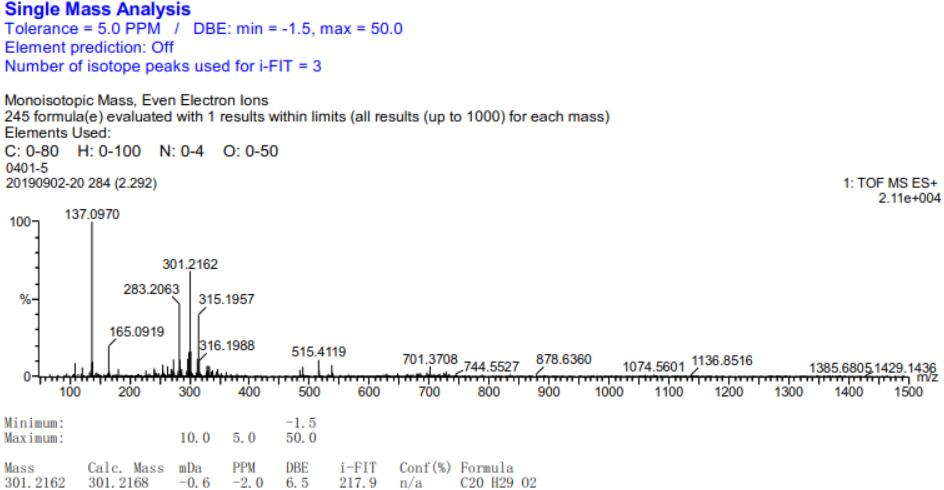 Single Mass Analysis
Tolerance = 5.0 PPM / DBE: min = -1.5, max = 50.0
Element prediction: Off
Number of isotope peaks used for i-FIT = 3
Monoisotopic Mass, Even Electron Ions
245 formula(e) evaluated with 1 results within limits (all results (up to 1000) for each mass)
Elements Used:
C: 0-80 H: 0-100 N: 0-4 O: 0-50
0401-5
20190902-20 284 (2.292)
1: TOF MS ES+
2.11e+004
100
137.0970
301.2162
283.2063
315.1957
%
165.0919
316.1988
515.4119
701.3708
744.5527
878.6360
1074.5601
1136.8516
1385.6805
1429.1436
0
m/z
100 200 300 400 500 600 700 800 900 1000 1100 1200 1300 1400 1500
Minimum: -1.5
Maximum: 10.0 5.0 50.0
Mass Calc. Mass mDa PPM DBE i-FIT Conf(%) Formula
301.2162 301.2168 -0.6 -2.0 6.5 217.9 n/a C20 H29 O2